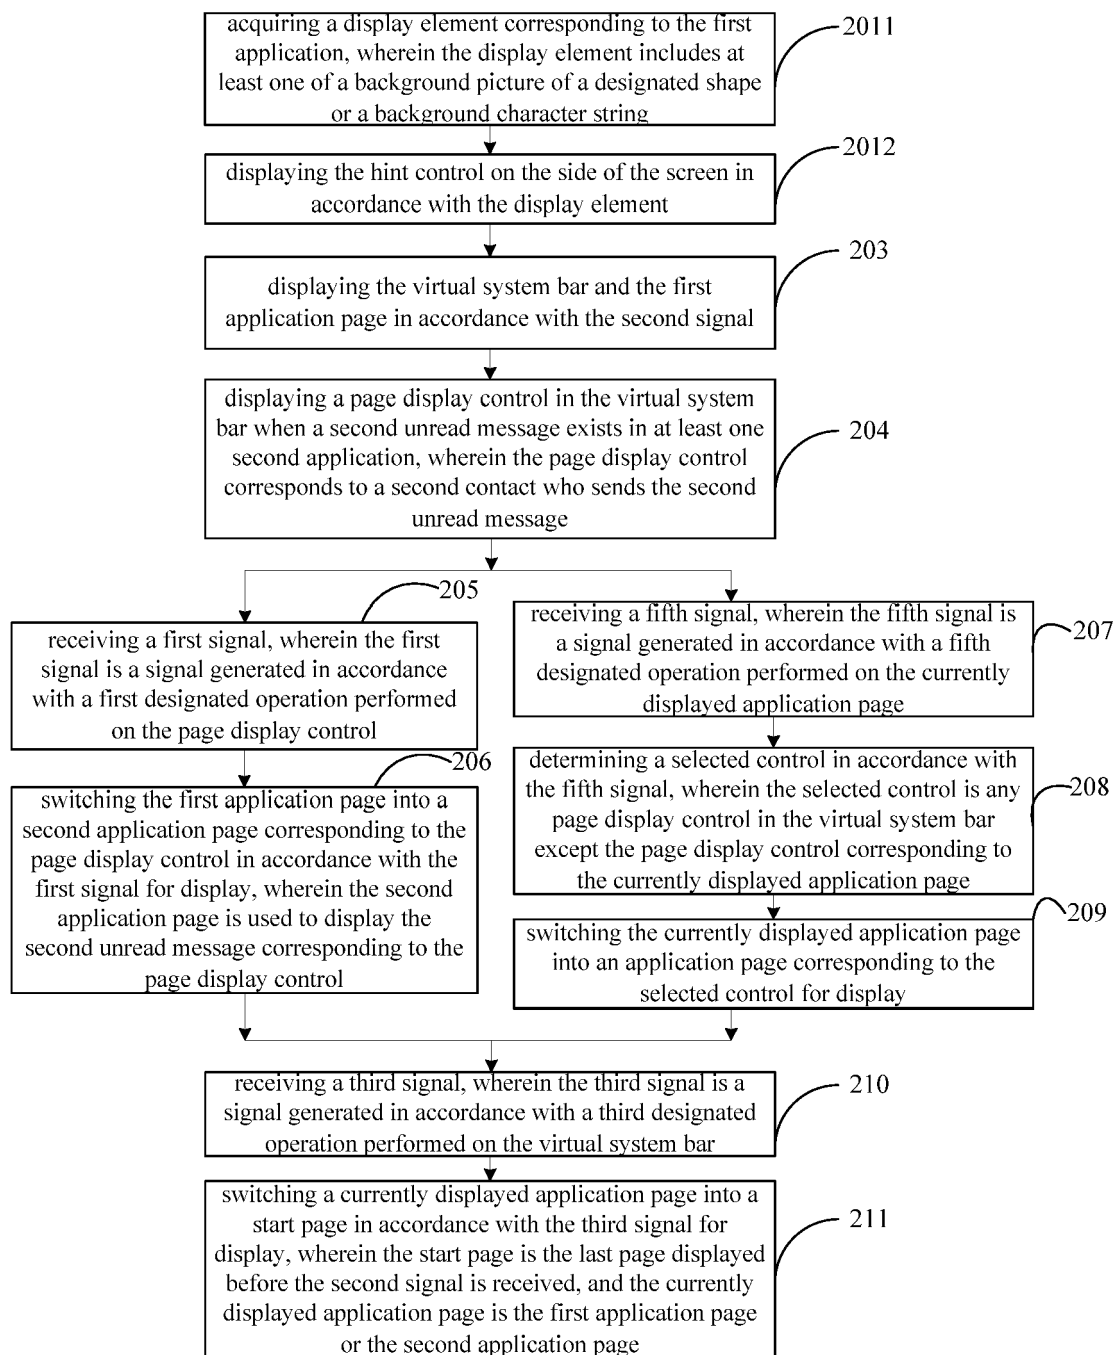 acquiring a display element corresponding to the first
application, wherein the display element includes at
least one of a background picture of a designated shape
or a background character string
2011
displaying the hint control on the side of the screen in
accordance with the display element
2012
displaying the virtual system bar and the first
application page in accordance with the second signal
203
displaying a page display control in the virtual system
bar when a second unread message exists in at least one
second application, wherein the page display control
corresponds to a second contact who sends the second
unread message
204
205
receiving a first signal, wherein the first
signal is a signal generated in accordance
with a first designated operation performed
on the page display control
206
switching the first application page into a
second application page corresponding to the
page display control in accordance with the
first signal for display, wherein the second
application page is used to display the
second unread message corresponding to the
page display control
receiving a fifth signal, wherein the fifth signal is
a signal generated in accordance with a fifth
designated operation performed on the currently
displayed application page
207
determining a selected control in accordance with
the fifth signal, wherein the selected control is any
page display control in the virtual system bar
except the page display control corresponding to
the currently displayed application page
208
209
switching the currently displayed application page
into an application page corresponding to the
selected control for display
receiving a third signal, wherein the third signal is a
signal generated in accordance with a third designated
operation performed on the virtual system bar
210
switching a currently displayed application page into a
start page in accordance with the third signal for
display, wherein the start page is the last page displayed
before the second signal is received, and the currently
displayed application page is the first application page
or the second application page
211